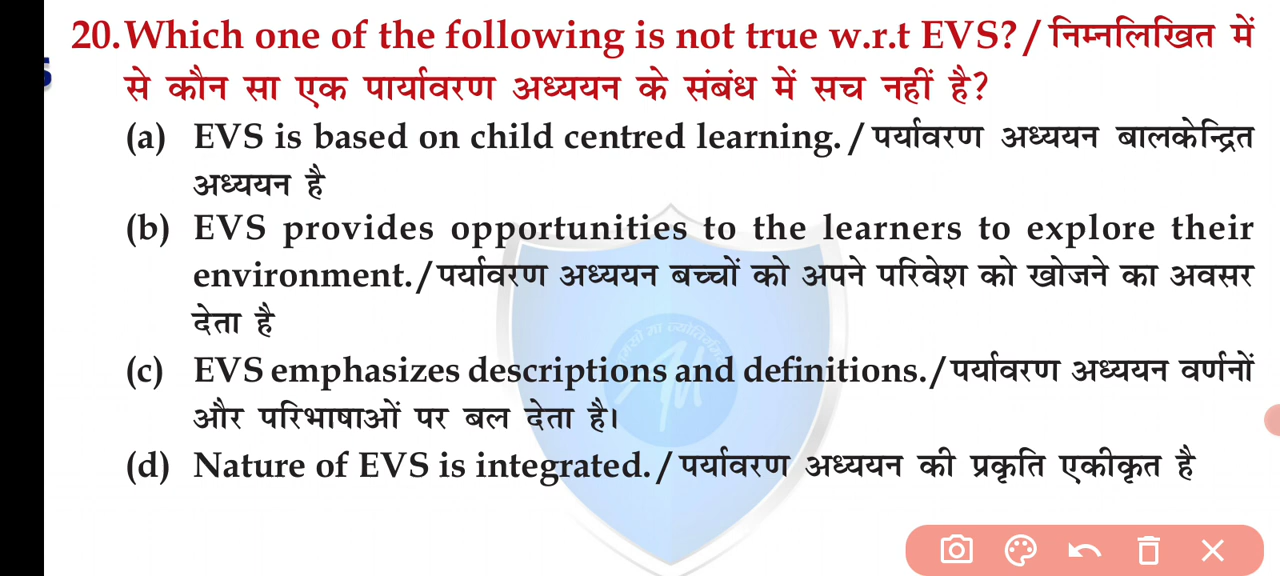 20. Which one of the following is not true w.r.t EVS? / निम्नलिखित में
से कौन सा एक पार्यावरण अध्ययन के संबंध में सच नहीं है?
(a) EVS is based on child centred learning. / पर्यावरण अध्ययन बालकेन्द्रित
अध्ययन है
(b) EVS provides opportunities to the learners to explore their
environment. / पर्यावरण अध्ययन बच्चों को अपने परिवेश को खोजने का अवसर
देता है
(c) EVS emphasizes descriptions and definitions. / पर्यावरण अध्ययन वर्णनों
और परिभाषाओं पर बल देता है।
(d) Nature of EVS is integrated. / पर्यावरण अध्ययन की प्रकृति एकीकृत है